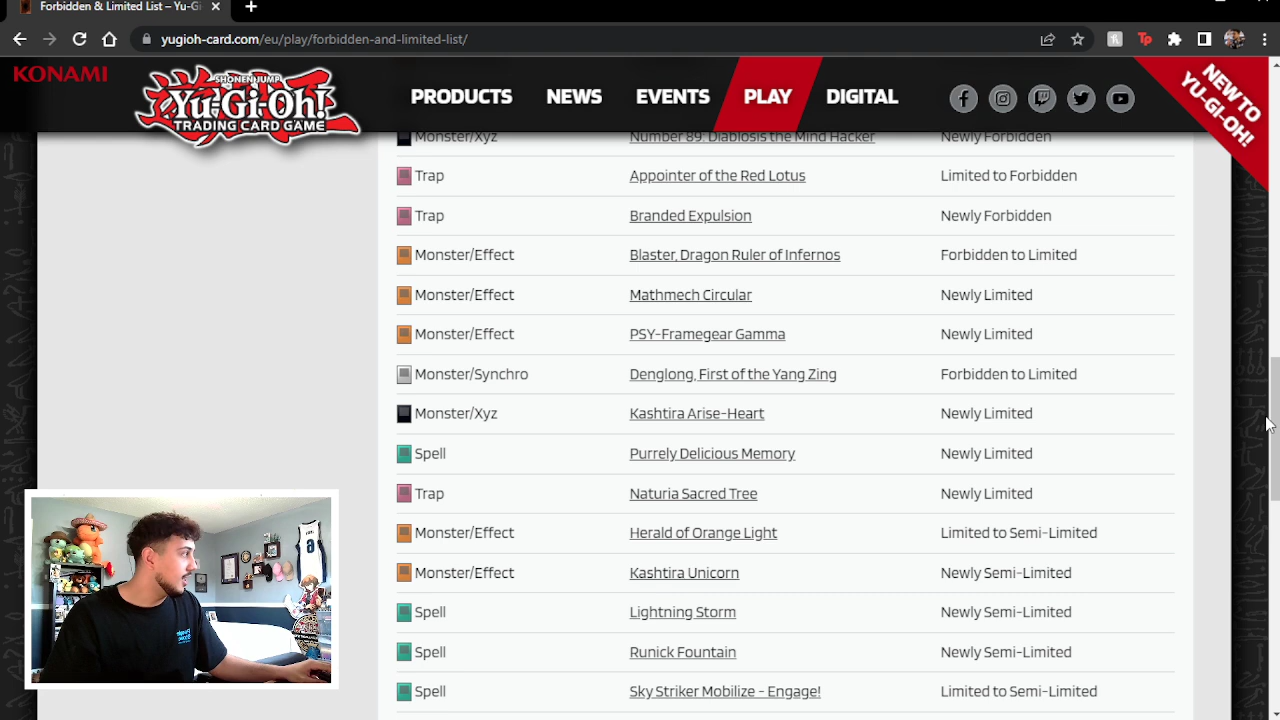 Forbidden & Limited List – Yu-Gi
yugioh-card.com/eu/play/forbidden-and-limited-list/
KONAMI
SHONEN JUMP
Yu-Gi-Oh!
TRADING CARD GAME
PRODUCTS NEWS EVENTS PLAY DIGITAL
NEW TO
YU-GI-OH!
Monster/Xyz Number 89: Diablosis the Mind Hacker Newly Forbidden
Trap Appointer of the Red Lotus Limited to Forbidden
Trap Branded Expulsion Newly Forbidden
Monster/Effect Blaster, Dragon Ruler of Infernos Forbidden to Limited
Monster/Effect Mathmech Circular Newly Limited
Monster/Effect PSY-Framegear Gamma Newly Limited
Monster/Synchro Denglong, First of the Yang Zing Forbidden to Limited
Monster/Xyz Kashtira Arise-Heart Newly Limited
Spell Purrely Delicious Memory Newly Limited
Trap Naturia Sacred Tree Newly Limited
Monster/Effect Herald of Orange Light Limited to Semi-Limited
Monster/Effect Kashtira Unicorn Newly Semi-Limited
Spell Lightning Storm Newly Semi-Limited
Spell Runick Fountain Newly Semi-Limited
Spell Sky Striker Mobilize - Engage! Limited to Semi-Limited